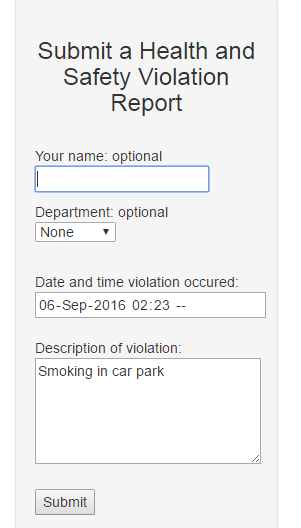 Submit a Health and
Safety Violation
Report
Your name: optional
Department: optional
None
Date and time violation occured:
06-Sep-2016 02:23 --
Description of violation:
Smoking in car park
Submit